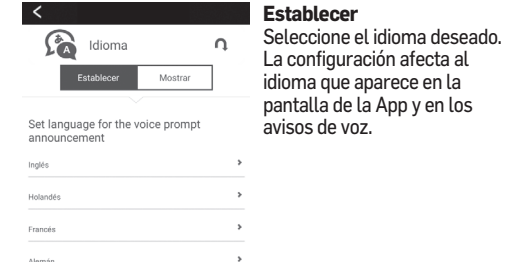 Idioma
Establecer
Mostrar
Set language for the voice prompt
announcement
Inglés
Holandés
Francés
Alemán
Establecer
Seleccione el idioma deseado.
La configuración afecta al
idioma que aparece en la
pantalla de la App y en los
avisos de voz.